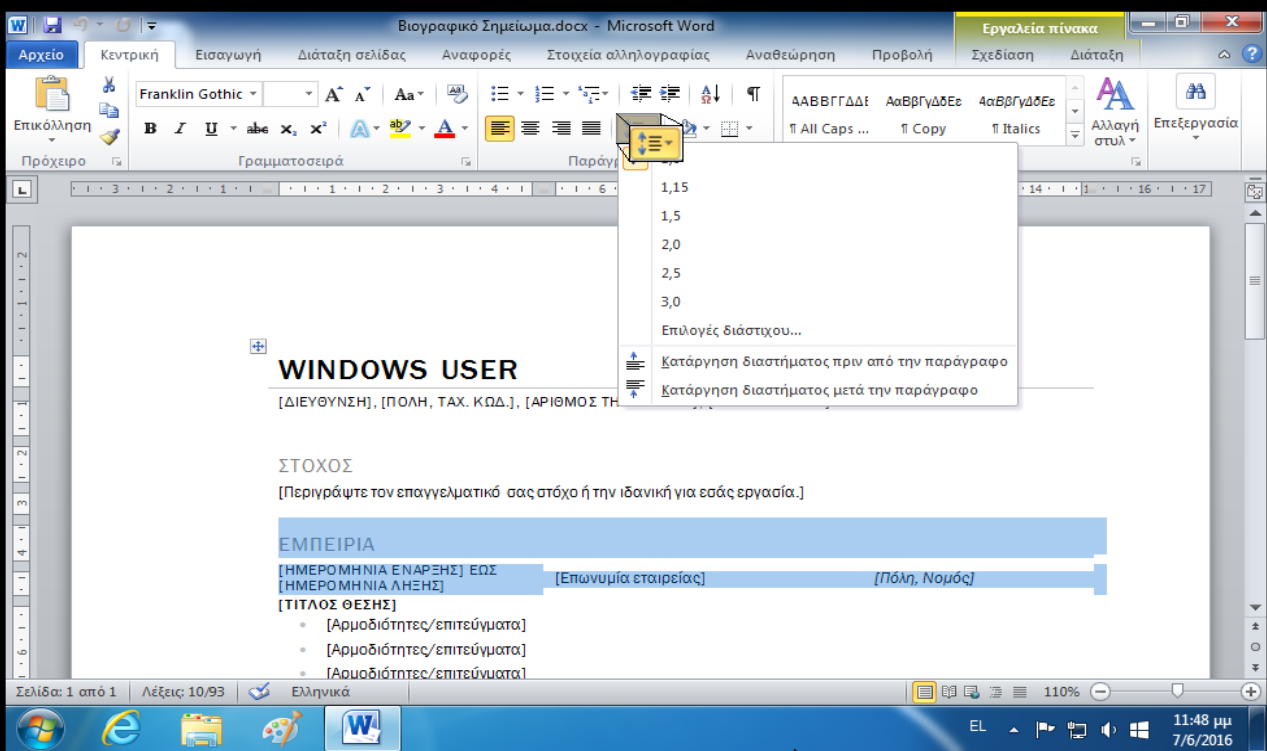 Βιογραφικό Σημείωμα.docx - Microsoft Word
Εργαλεία πίνακα
Αρχείο Κεντρική Εισαγωγή Διάταξη σελίδας Αναφορές Στοιχεία αλληλογραφίας Αναθεώρηση Προβολή Σχεδίαση Διάταξη
Επικόλληση
Πρόχειρο
Franklin Gothic
Γραμματοσειρά
ΑΑΒΒΓΓΔΔΕ ΑαΒβΓγΔδΕε ΑαΒβΓγΔδΕε
¶ All Caps ... ¶ Copy ¶ Italics
Αλλαγή στυλ
Επεξεργασία
1,15
1,5
2,0
2,5
3,0
Επιλογές διάστιχου...
Κατάργηση διαστήματος πριν από την παράγραφο
Κατάργηση διαστήματος μετά την παράγραφο
WINDOWS USER
[ΔΙΕΥΘΥΝΣΗ], [ΠΟΛΗ, ΤΑΧ. ΚΩΔ.], [ΑΡΙΘΜΟΣ
ΣΤΟΧΟΣ
[Περιγράψτε τον επαγγελματικό σας στόχο ή την ιδανική για εσάς εργασία.]
ΕΜΠΕΙΡΙΑ
[ΗΜΕΡΟΜΗΝΙΑ ΕΝΑΡΞΗΣ] ΕΩΣ
[ΗΜΕΡΟΜΗΝΙΑ ΛΗΞΗΣ] [Επωνυμία εταιρείας] [Πόλη, Νομός]
[ΤΙΤΛΟΣ ΘΕΣΗΣ]
[Αρμοδιότητες/επιτεύγματα]
[Αρμοδιότητες/επιτεύγματα]
[Αρμοδιότητες/επιτεύγματα]
Σελίδα: 1 από 1 Λέξεις: 10/93 Ελληνικά 110%
EL 11:48 μμ
7/6/2016